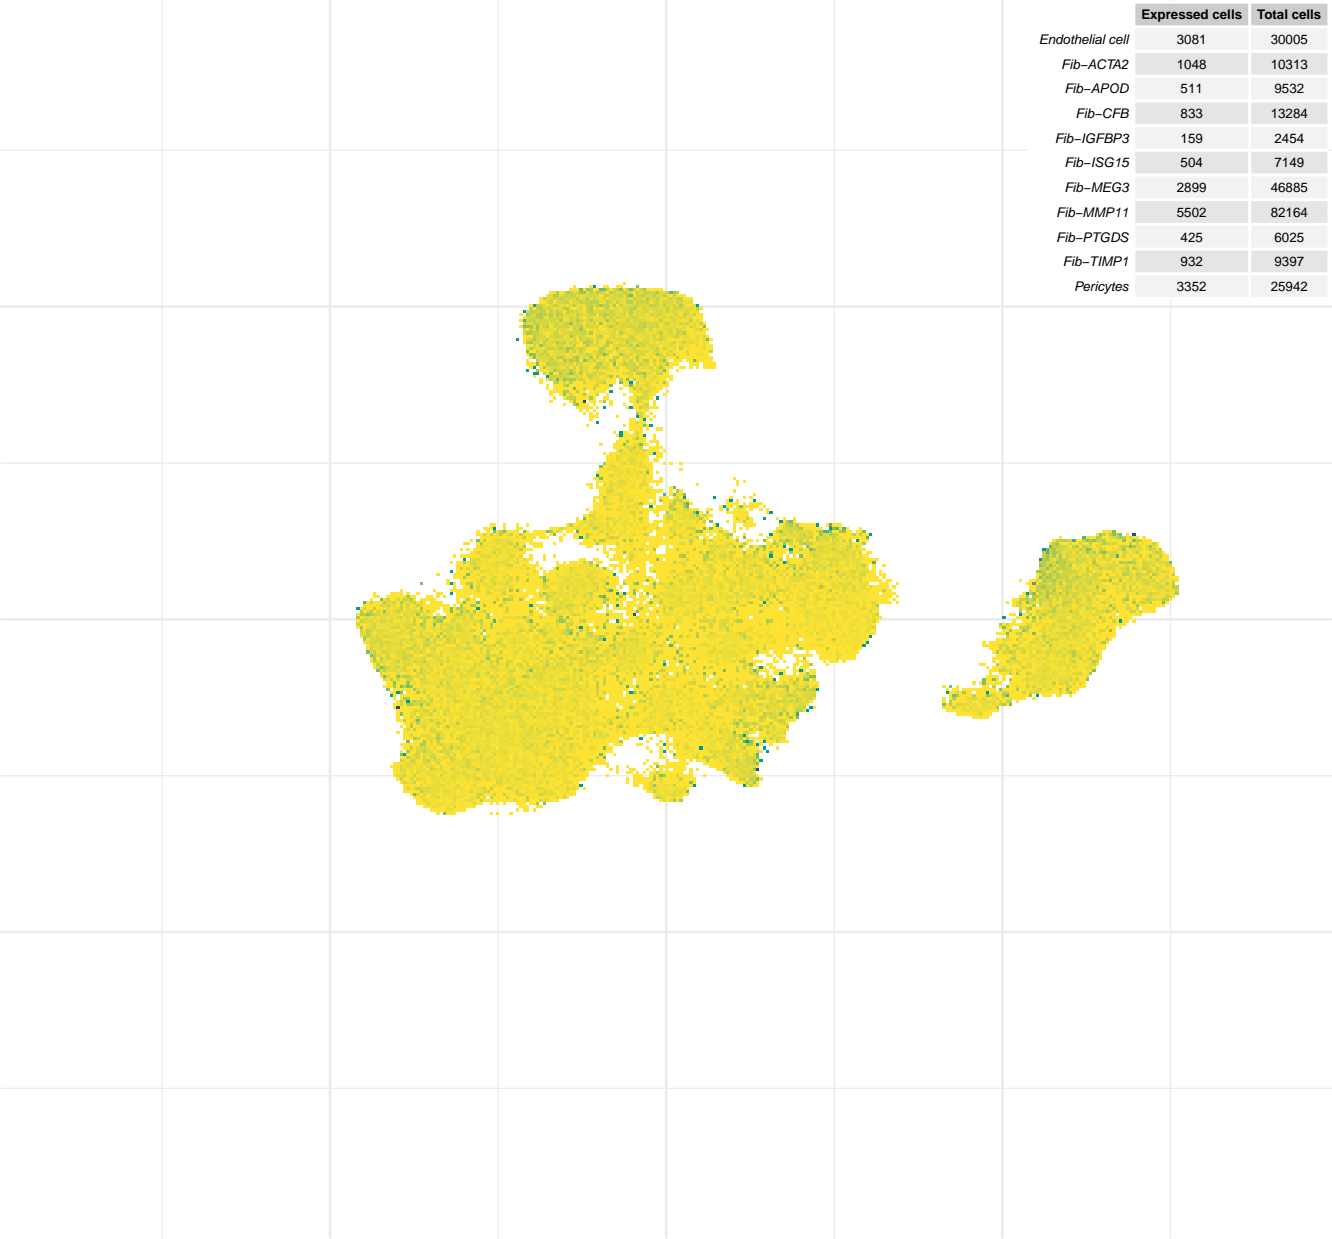 Expressed cells Total cells
Endothelial cell 3081 30005
Fib−ACTA2 1048 10313
Fib−APOD 511 9532
Fib−CFB 833 13284
Fib−IGFBP3 159 2454
Fib−ISG15 504 7149
Fib−MEG3 2899 46885
Fib−MMP11 5502 82164
Fib−PTGDS 425 6025
Fib−TIMP1 932 9397
Pericytes 3352 25942